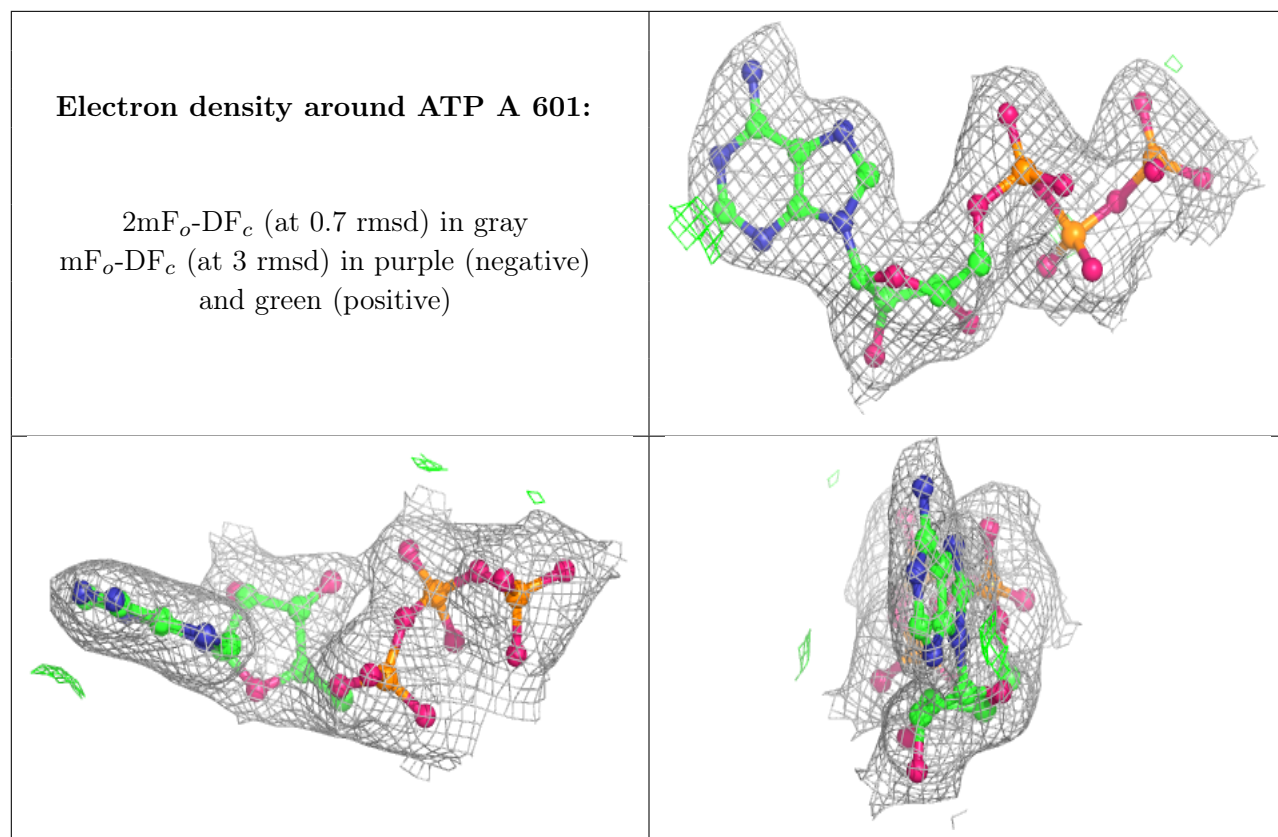 Electron density around ATP A 601:
2mFo-DFc (at 0.7 rmsd) in gray
mFo-DFc (at 3 rmsd) in purple (negative)
and green (positive)